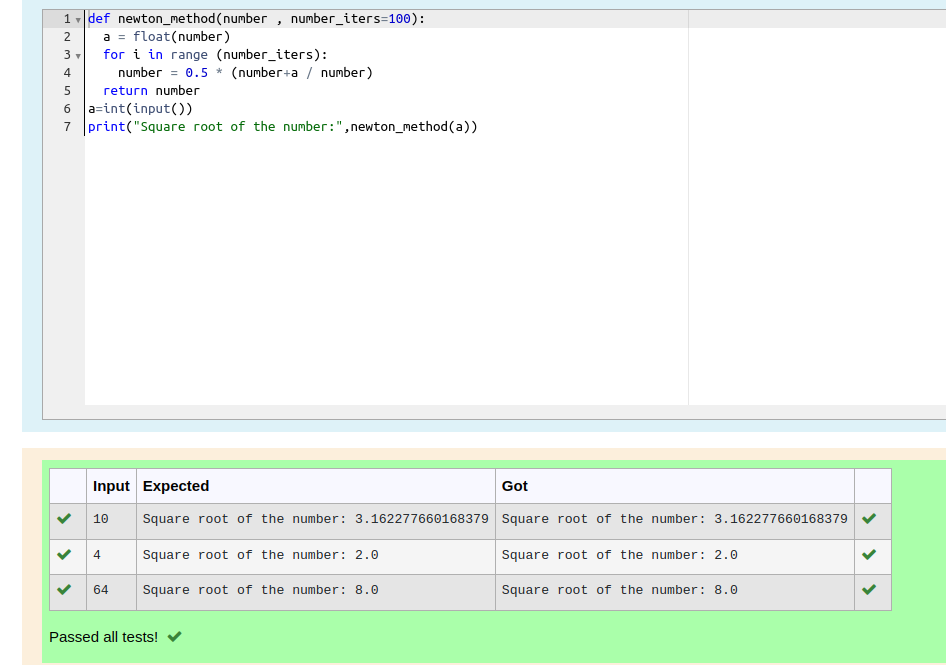 1 def newton_method(number , number_iters=100):
2   a = float(number)
3   for i in range (number_iters):
4     number = 0.5 * (number+a / number)
5   return number
6 a=int(input())
7 print("Square root of the number:",newton_method(a))
Input Expected Got
10 Square root of the number: 3.162277660168379 Square root of the number: 3.162277660168379
4 Square root of the number: 2.0 Square root of the number: 2.0
64 Square root of the number: 8.0 Square root of the number: 8.0
Passed all tests!